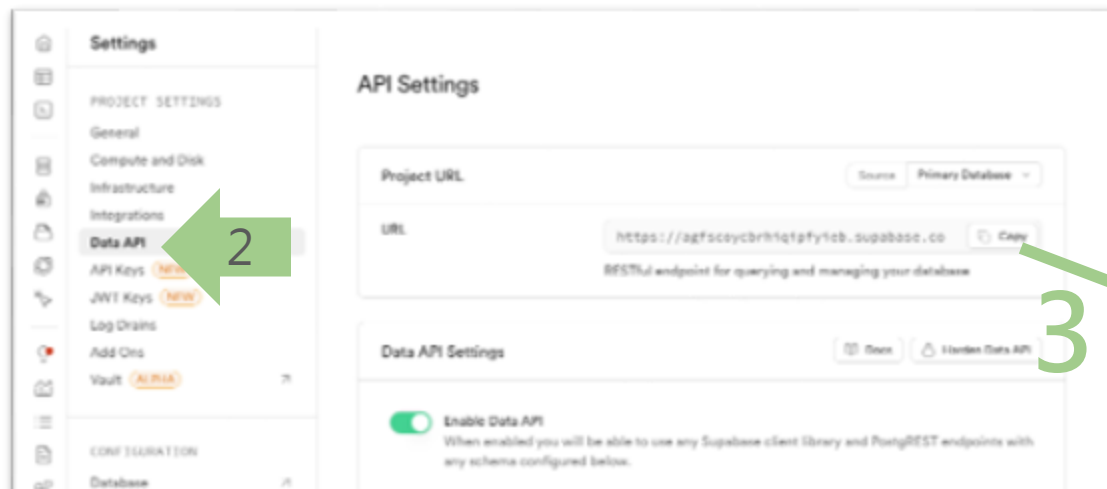 Settings
PROJECT SETTINGS
General
Compute and Disk
Infrastructure
Integrations
Data API
API Keys NEW
JWT Keys NEW
Log Drains
Add Ons
Vault ALPHA
CONFIGURATION
Database
2
API Settings
Project URL
Source Primary Database
URL
Copy
RESTful endpoint for querying and managing your database
3
Data API Settings
Docs Harden Data API
Enable Data API
When enabled you will be able to use any Supabase client library and PostgREST endpoints with
any schema configured below.